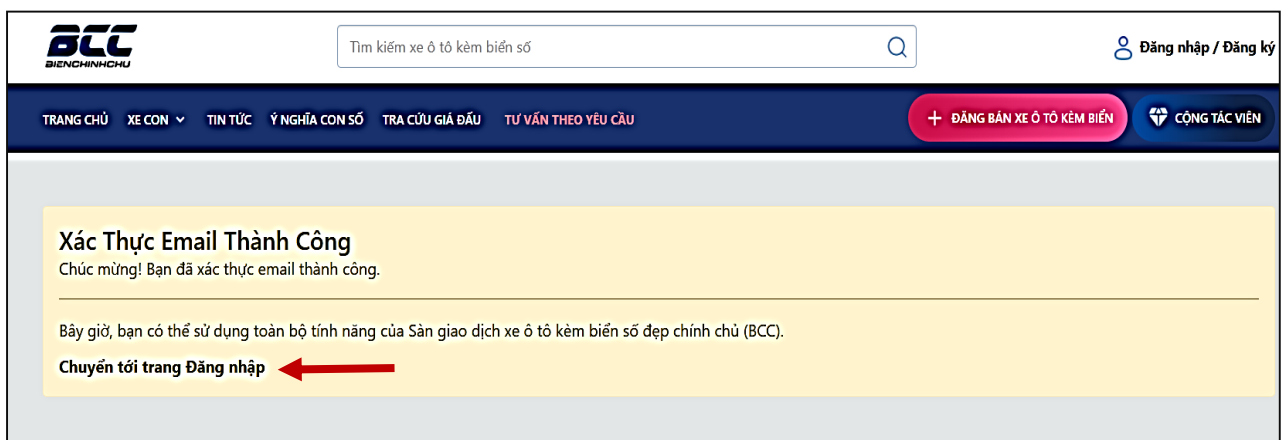 BCC
BIENCHINHCHU
Tìm kiếm xe ô tô kèm biển số
Đăng nhập / Đăng ký
TRANG CHỦ XE CON TIN TỨC Ý NGHĨA CON SỐ TRA CỨU GIÁ ĐẤU TƯ VẤN THEO YÊU CẦU
+ ĐĂNG BÁN XE Ô TÔ KÈM BIỂN
CỘNG TÁC VIÊN
Xác Thực Email Thành Công
Chúc mừng! Bạn đã xác thực email thành công.
Bây giờ, bạn có thể sử dụng toàn bộ tính năng của Sàn giao dịch xe ô tô kèm biển số đẹp chính chủ (BCC).
Chuyển tới trang Đăng nhập